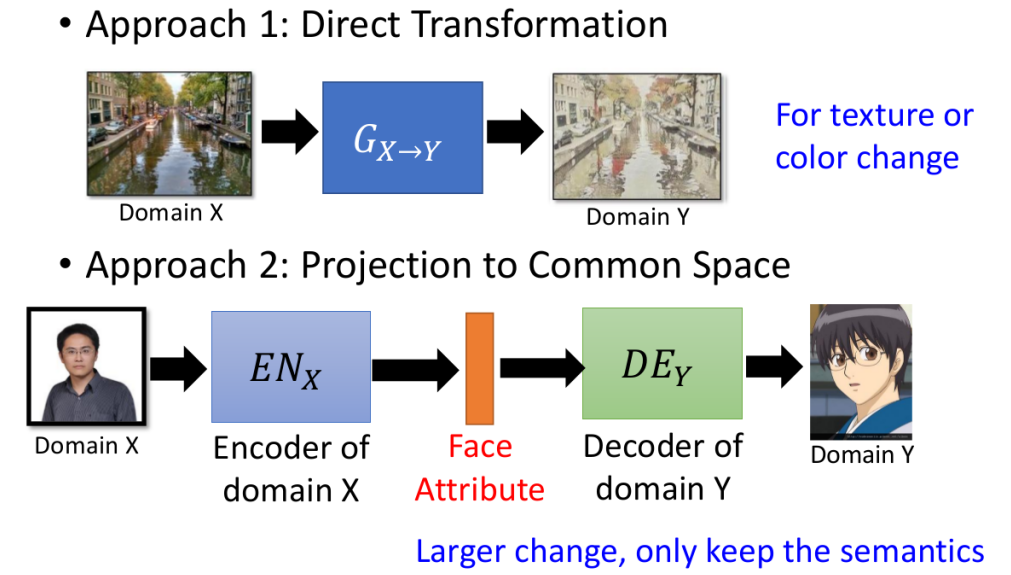 • Approach 1: Direct Transformation
G_{X→Y}
For texture or
color change
Domain X
Domain Y
• Approach 2: Projection to Common Space
EN_X
DE_Y
Domain X
Encoder of
domain X
Face
Attribute
Decoder of
domain Y
Domain Y
Larger change, only keep the semantics